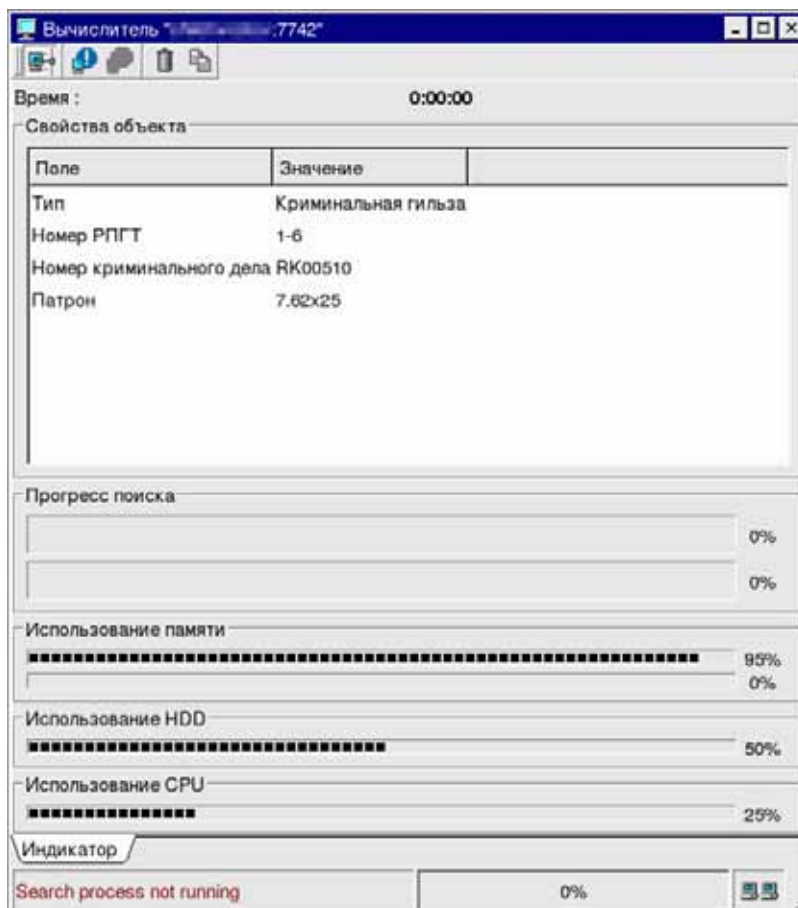 Вычислитель " :7742"
Время : 0:00:00
Свойства объекта
Поле Значение
Тип Криминальная гильза
Номер РПГТ 1-6
Номер криминального дела RK00510
Патрон 7.62x25
Прогресс поиска
0%
0%
Использование памяти
95%
0%
Использование HDD
50%
Использование CPU
25%
Индикатор
Search process not running 0%